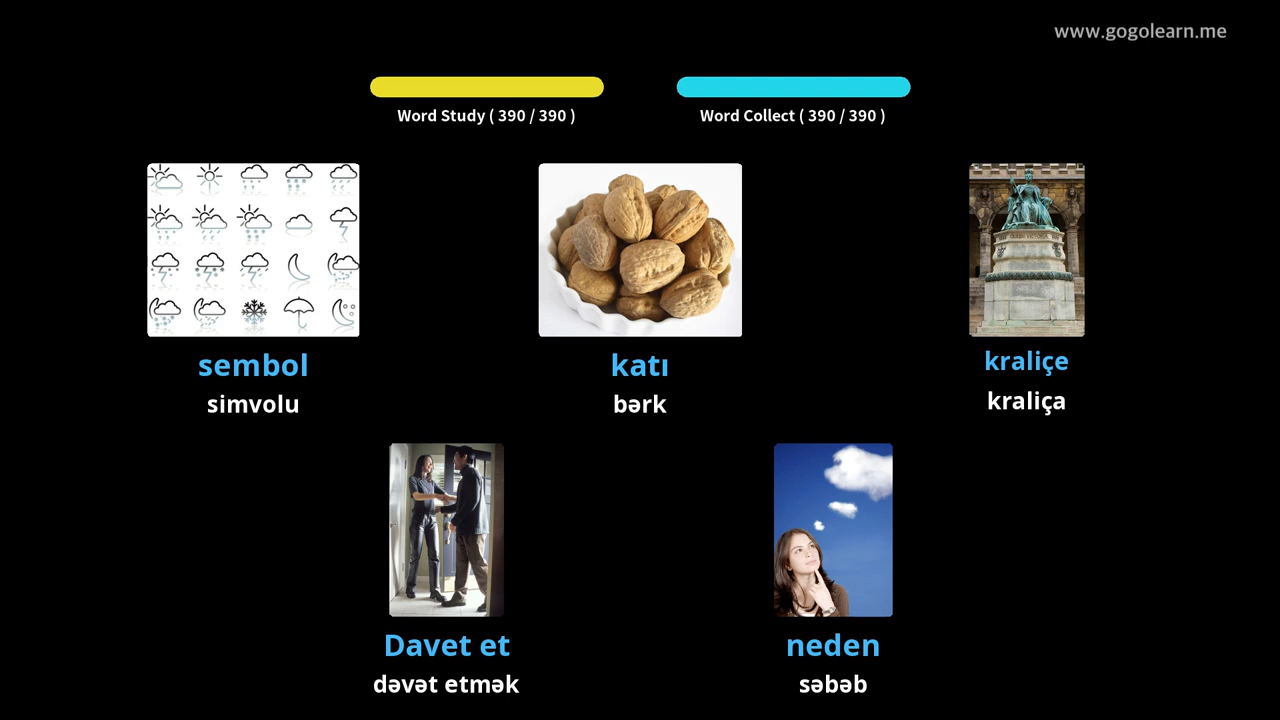 www.gogolearn.me
Word Study ( 390 / 390 )
Word Collect ( 390 / 390 )
sembol
simvolu
katı
bərk
kraliçe
kraliça
Davet et
dəvət etmək
neden
səbəb